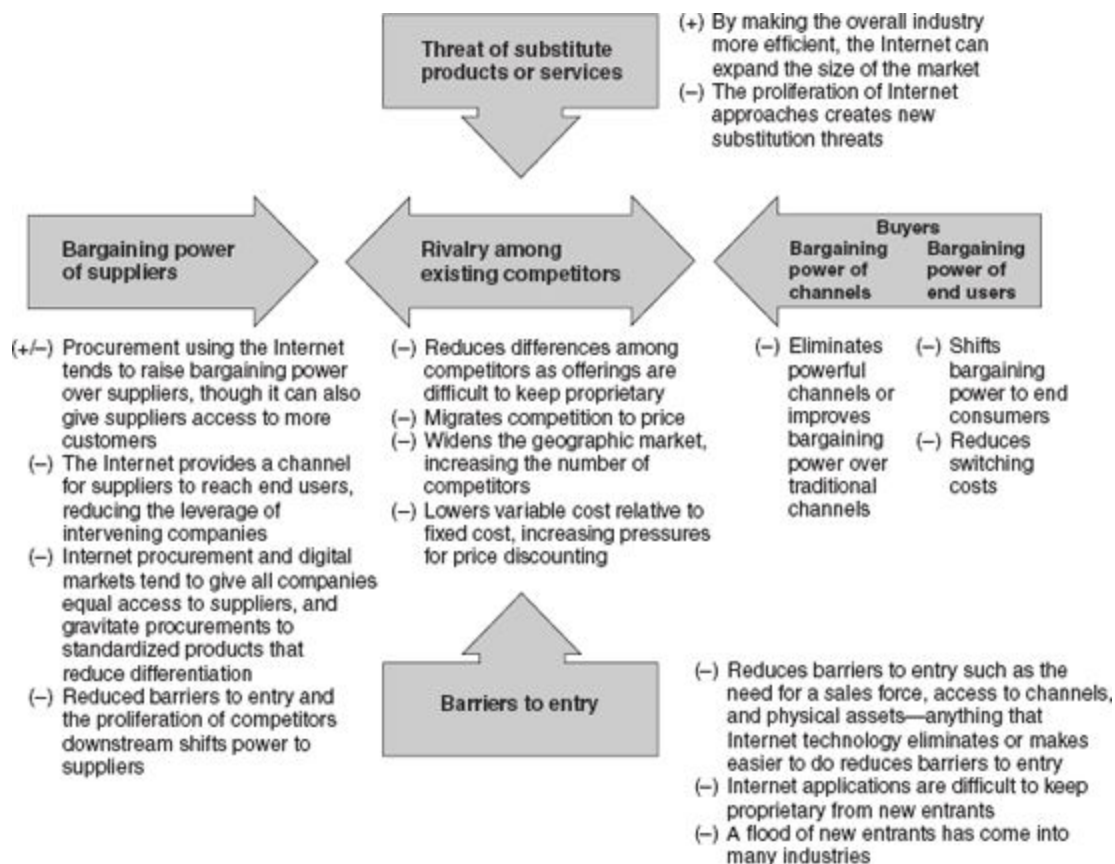 Threat of substitute
products or services
(+) By making the overall industry
more efficient, the Internet can
expand the size of the market
(–) The proliferation of Internet
approaches creates new
substitution threats
Bargaining power
of suppliers
Rivalry among
existing competitors
Buyers
Bargaining
power of
channels
Bargaining
power of
end users
(+/–) Procurement using the Internet
tends to raise bargaining power
over suppliers, though it can also
give suppliers access to more
customers
(–) The Internet provides a channel
for suppliers to reach end users,
reducing the leverage of
intervening companies
(–) Internet procurement and digital
markets tend to give all companies
equal access to suppliers, and
gravitate procurements to
standardized products that
reduce differentiation
(–) Reduced barriers to entry and
the proliferation of competitors
downstream shifts power to
suppliers
(–) Reduces differences among
competitors as offerings are
difficult to keep proprietary
(–) Migrates competition to price
(–) Widens the geographic market,
increasing the number of
competitors
(–) Lowers variable cost relative to
fixed cost, increasing pressures
for price discounting
(–) Eliminates
powerful
channels or
improves
bargaining
power over
traditional
channels
(–) Shifts
bargaining
power to end
consumers
(–) Reduces
switching
costs
Barriers to entry
(–) Reduces barriers to entry such as the
need for a sales force, access to channels,
and physical assets—anything that
Internet technology eliminates or makes
easier to do reduces barriers to entry
(–) Internet applications are difficult to keep
proprietary from new entrants
(–) A flood of new entrants has come into
many industries